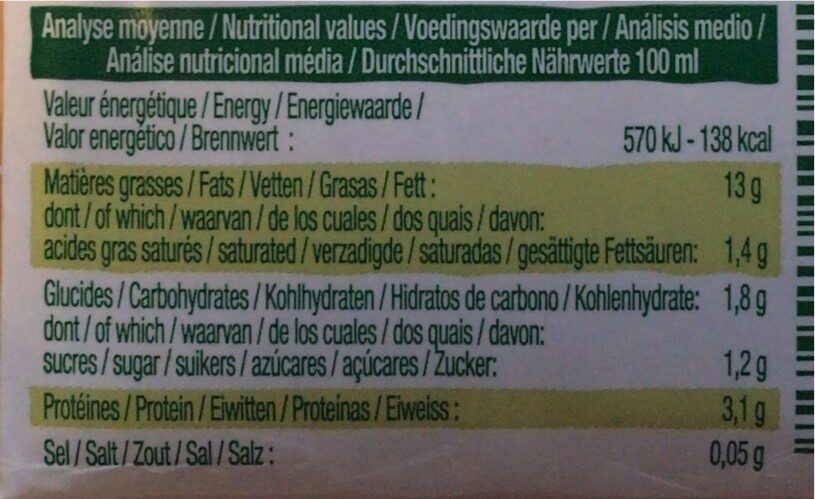 Analyse moyenne / Nutritional values / Voedingswaarde per / Análisis medio /
Análise nutricional média / Durchschnittliche Nährwerte 100 ml
Valeur énergétique / Energy / Energiewaarde /
Valor energético / Brennwert : 570 kJ - 138 kcal
Matières grasses / Fats / Vetten / Grasas / Fett : 13 g
dont / of which / waarvan / de los cuales / dos quais / davon:
acides gras saturés / saturated / verzadigde / saturadas / gesättigte Fettsäuren: 1,4 g
Glucides / Carbohydrates / Kohlhydraten / Hidratos de carbono / Kohlenhydrate: 1,8 g
dont / of which / waarvan / de los cuales / dos quais / davon:
sucres / sugar / suikers / azúcares / açúcares / Zucker: 1,2 g
Protéines / Protein / Eiwitten / Proteínas / Eiweiss : 3,1 g
Sel / Salt / Zout / Sal / Salz : 0,05 g